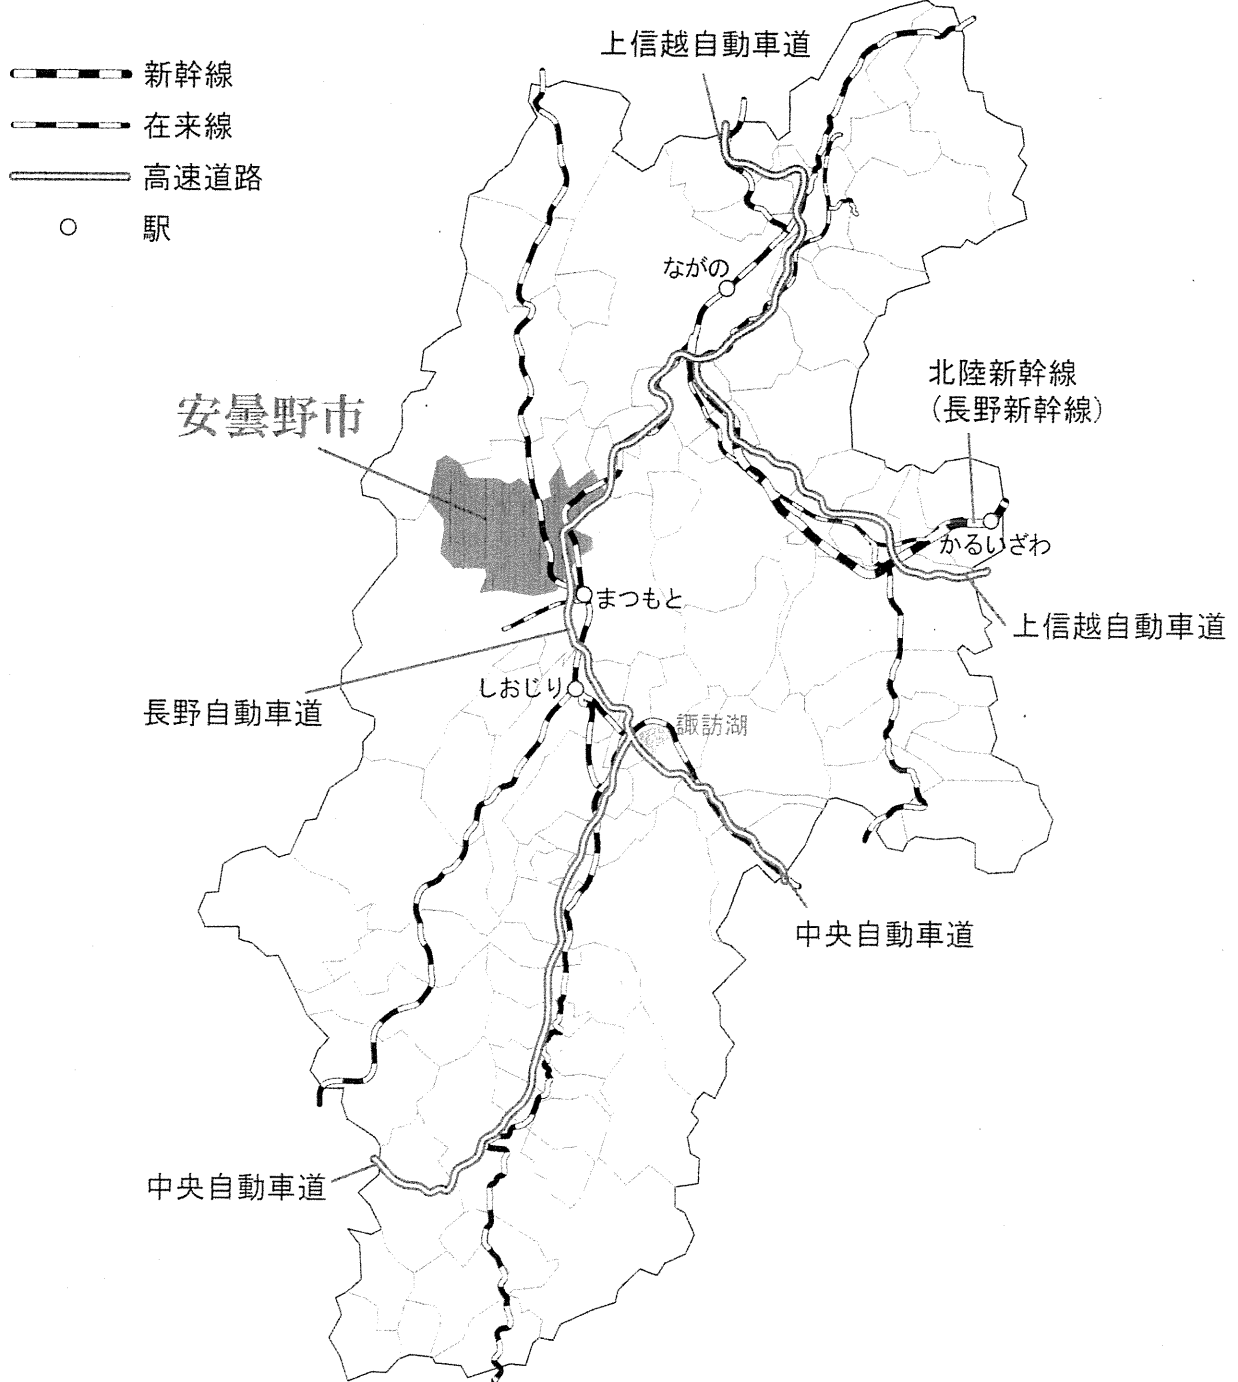 新幹線
在来線
高速道路
駅
上信越自動車道
ながの
北陸新幹線
(長野新幹線)
安曇野市
かるいざわ
まつもと
上信越自動車道
長野自動車道
しおじり
諏訪湖
中央自動車道
中央自動車道